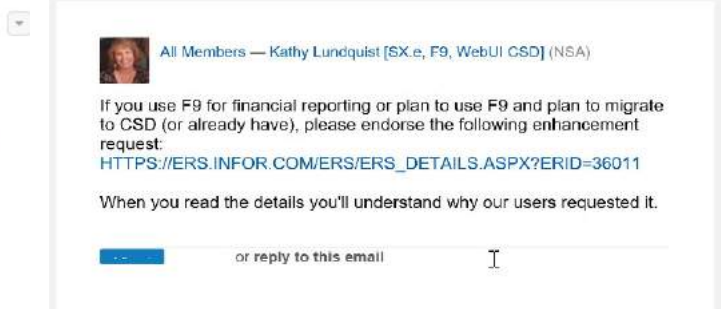 All Members — Kathy Lundquist [SX.e, F9, WebUI CSD] (NSA)
If you use F9 for financial reporting or plan to use F9 and plan to migrate
to CSD (or already have), please endorse the following enhancement
request:
HTTPS://ERS.INFOR.COM/ERS/ERS_DETAILS.ASPX?ERID=36011
When you read the details you'll understand why our users requested it.
or reply to this email